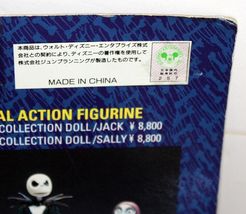 本商品は、ウォルト・ディズニー・エンタプライズ株式
会社との契約により、ディズニーの著作権を使用して
株式会社ジュンプランニングが製造したものです。
MADE IN CHINA
AL ACTION FIGURINE
COLLECTION DOLL/JACK ¥ 8,800
COLLECTION DOLL/SALLY ¥ 8,800